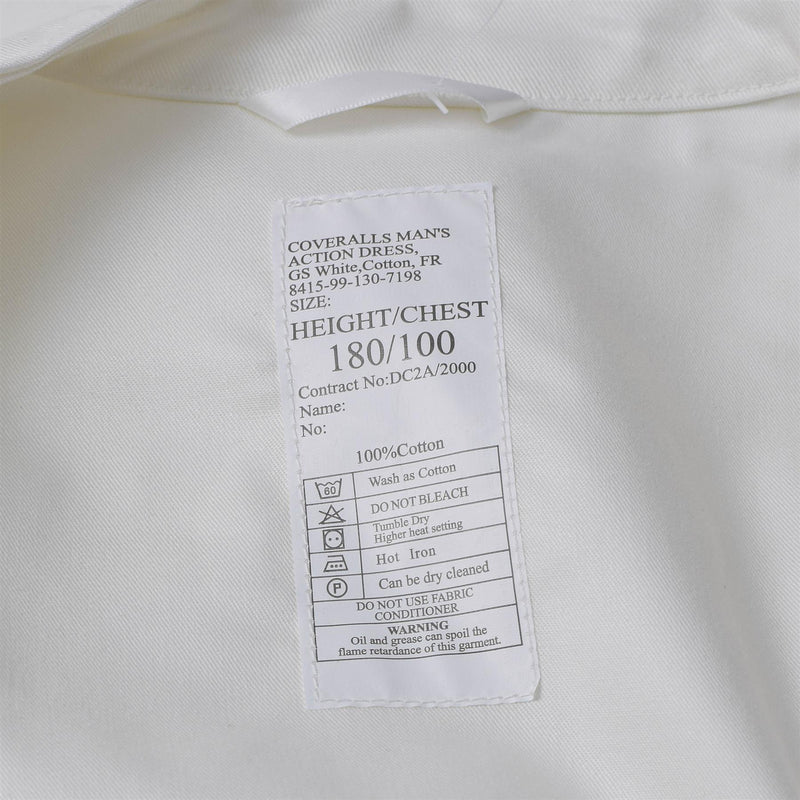 COVERALLS MAN'S
ACTION DRESS,
GS White,Cotton, FR
8415-99-130-7198
SIZE:
HEIGHT/CHEST
180/100
Contract No:DC2A/2000
Name:
No:
100%Cotton
60 Wash as Cotton
DO NOT BLEACH
Tumble Dry
Higher heat setting
Hot Iron
P Can be dry cleaned
DO NOT USE FABRIC
CONDITIONER
WARNING
Oil and grease can spoil the
flame retardance of this garment.